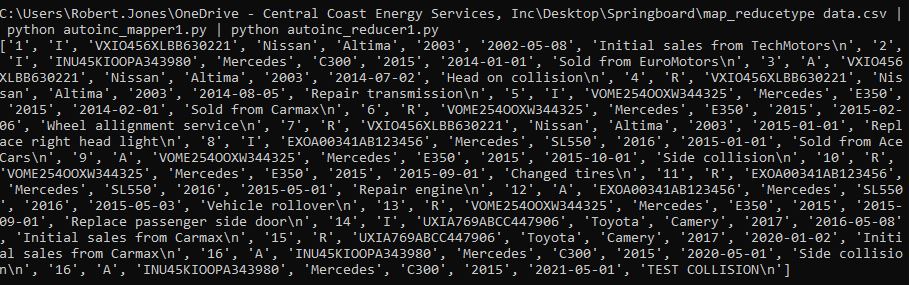 C:\Users\Robert.Jones\OneDrive - Central Coast Energy Services, Inc\Desktop\Springboard\map_reducetype data.csv |
 python autoinc_mapper1.py | python autoinc_reducer1.py
['1', 'I', 'VXIO456XLBB630221', 'Nissan', 'Altima', '2003', '2002-05-08', 'Initial sales from TechMotors\n', '2',
 'I', 'INU45KIOOPA343980', 'Mercedes', 'C300', '2015', '2014-01-01', 'Sold from EuroMotors\n', '3', 'A', 'VXIO456
XLBB630221', 'Nissan', 'Altima', '2003', '2014-07-02', 'Head on collision\n', '4', 'R', 'VXIO456XLBB630221', 'Nis
san', 'Altima', '2003', '2014-08-05', 'Repair transmission\n', '5', 'I', 'VOME254OOXW344325', 'Mercedes', 'E350',
 '2015', '2014-02-01', 'Sold from Carmax\n', '6', 'R', 'VOME254OOXW344325', 'Mercedes', 'E350', '2015', '2015-02-
06', 'Wheel allignment service\n', '7', 'R', 'VXIO456XLBB630221', 'Nissan', 'Altima', '2003', '2015-01-01', 'Repl
ace right head light\n', '8', 'I', 'EXOA00341AB123456', 'Mercedes', 'SL550', '2016', '2015-01-01', 'Sold from Ace
Cars\n', '9', 'A', 'VOME254OOXW344325', 'Mercedes', 'E350', '2015', '2015-10-01', 'Side collision\n', '10', 'R',
'VOME254OOXW344325', 'Mercedes', 'E350', '2015', '2015-09-01', 'Changed tires\n', '11', 'R', 'EXOA00341AB123456',
 'Mercedes', 'SL550', '2016', '2015-05-01', 'Repair engine\n', '12', 'A', 'EXOA00341AB123456', 'Mercedes', 'SL550
', '2016', '2015-05-03', 'Vehicle rollover\n', '13', 'R', 'VOME254OOXW344325', 'Mercedes', 'E350', '2015', '2015-
09-01', 'Replace passenger side door\n', '14', 'I', 'UXIA769ABCC447906', 'Toyota', 'Camery', '2017', '2016-05-08'
, 'Initial sales from Carmax\n', '15', 'R', 'UXIA769ABCC447906', 'Toyota', 'Camery', '2017', '2020-01-02', 'Initi
al sales from Carmax\n', '16', 'A', 'INU45KIOOPA343980', 'Mercedes', 'C300', '2015', '2020-05-01', 'Side collisio
n\n', '16', 'A', 'INU45KIOOPA343980', 'Mercedes', 'C300', '2015', '2021-05-01', 'TEST COLLISION\n']